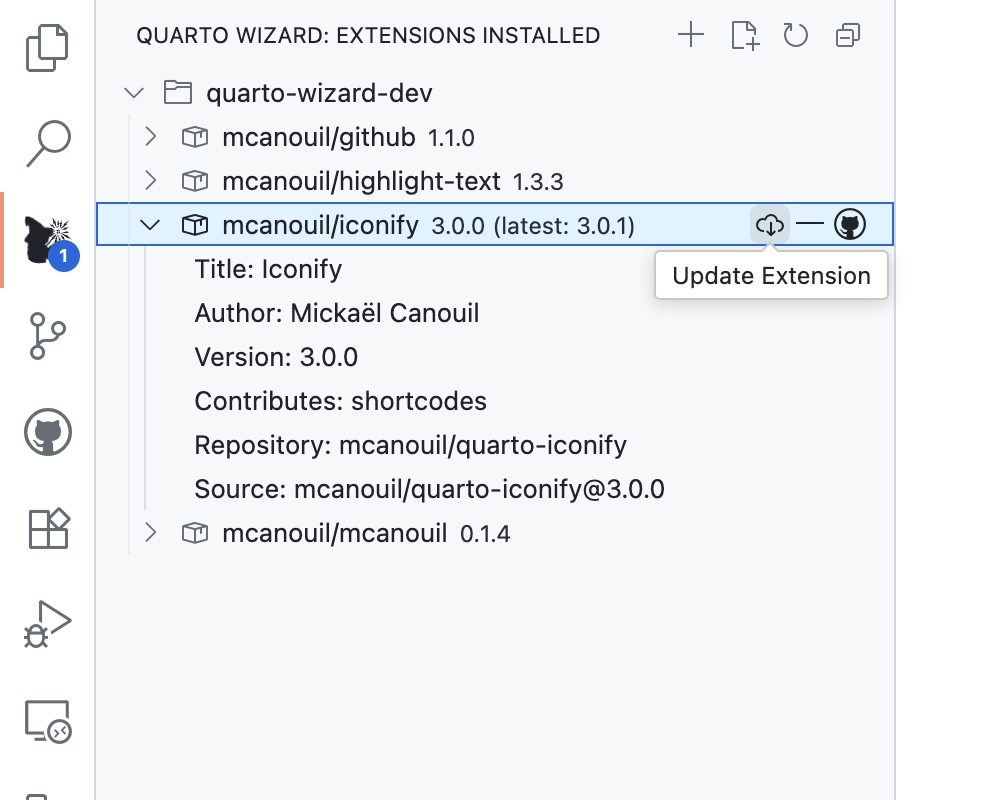 QUARTO WIZARD: EXTENSIONS INSTALLED
quarto-wizard-dev
mcanouil/github 1.1.0
mcanouil/highlight-text 1.3.3
mcanouil/iconify 3.0.0 (latest: 3.0.1)
1
Update Extension
Title: Iconify
Author: Mickaël Canouil
Version: 3.0.0
Contributes: shortcodes
Repository: mcanouil/quarto-iconify
Source: mcanouil/quarto-iconify@3.0.0
mcanouil/mcanouil 0.1.4